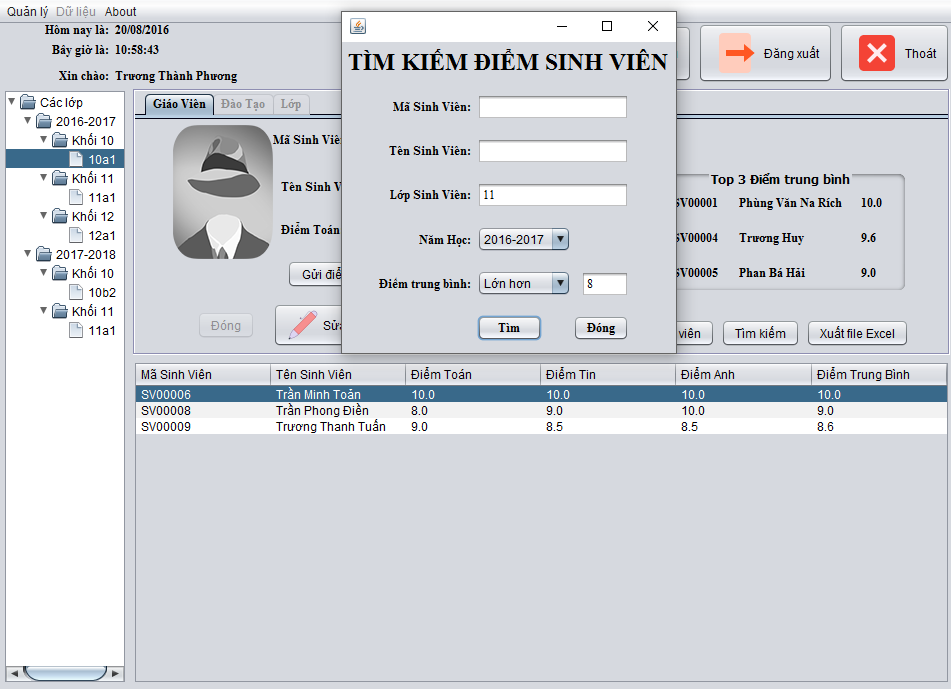 Quản lý Dữ liệu About
Hôm nay là: 20/08/2016
Bây giờ là: 10:58:43
Xin chào: Trương Thành Phương
Đăng xuất
Thoát
Các lớp
2016-2017
Khối 10
10a1
Khối 11
11a1
Khối 12
12a1
2017-2018
Khối 10
10b2
Khối 11
11a1
Giáo Viên Đào Tạo Lớp
Mã Sinh Viê
Tên Sinh V
Điểm Toán
Gửi điể
Đóng
Sửa
TÌM KIẾM ĐIỂM SINH VIÊN
Mã Sinh Viên:
Tên Sinh Viên:
Lớp Sinh Viên: 11
Năm Học: 2016-2017
Điểm trung bình: Lớn hơn 8
Tìm Đóng
Top 3 Điểm trung bình
SV00001 Phùng Văn Na Rích 10.0
SV00004 Trương Huy 9.6
SV00005 Phan Bá Hải 9.0
viên Tìm kiếm Xuất file Excel
Mã Sinh Viên Tên Sinh Viên Điểm Toán Điểm Tin Điểm Anh Điểm Trung Bình
SV00006 Trần Minh Toản 10.0 10.0 10.0 10.0
SV00008 Trần Phong Điền 8.0 9.0 10.0 9.0
SV00009 Trương Thanh Tuấn 9.0 8.5 8.5 8.6